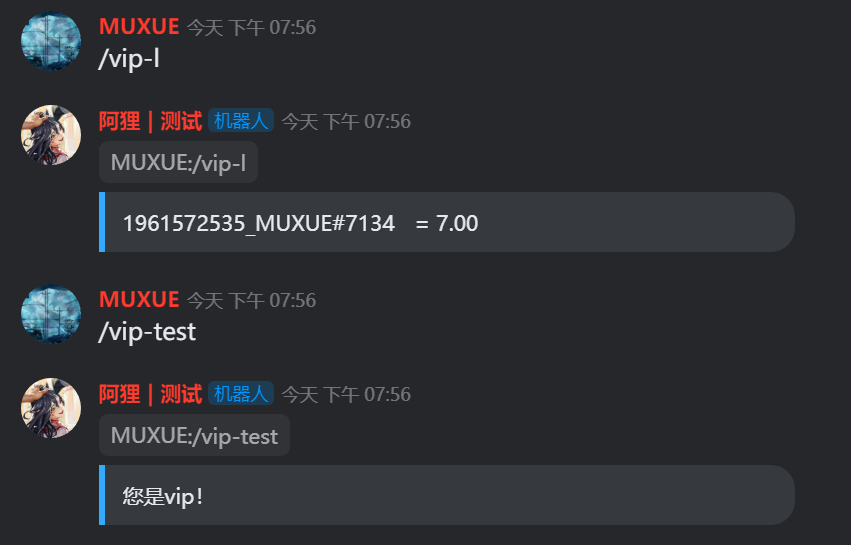 MUXUE 今天 下午 07:56
/vip-l
阿狸 | 测试 机器人 今天 下午 07:56
MUXUE:/vip-l
1961572535_MUXUE#7134 = 7.00
MUXUE 今天 下午 07:56
/vip-test
阿狸 | 测试 机器人 今天 下午 07:56
MUXUE:/vip-test
您是vip!